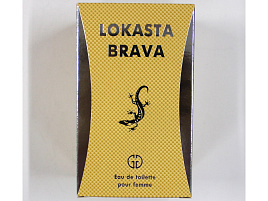 LOKASTA
BRAVA
Eau de toilette
pour femme